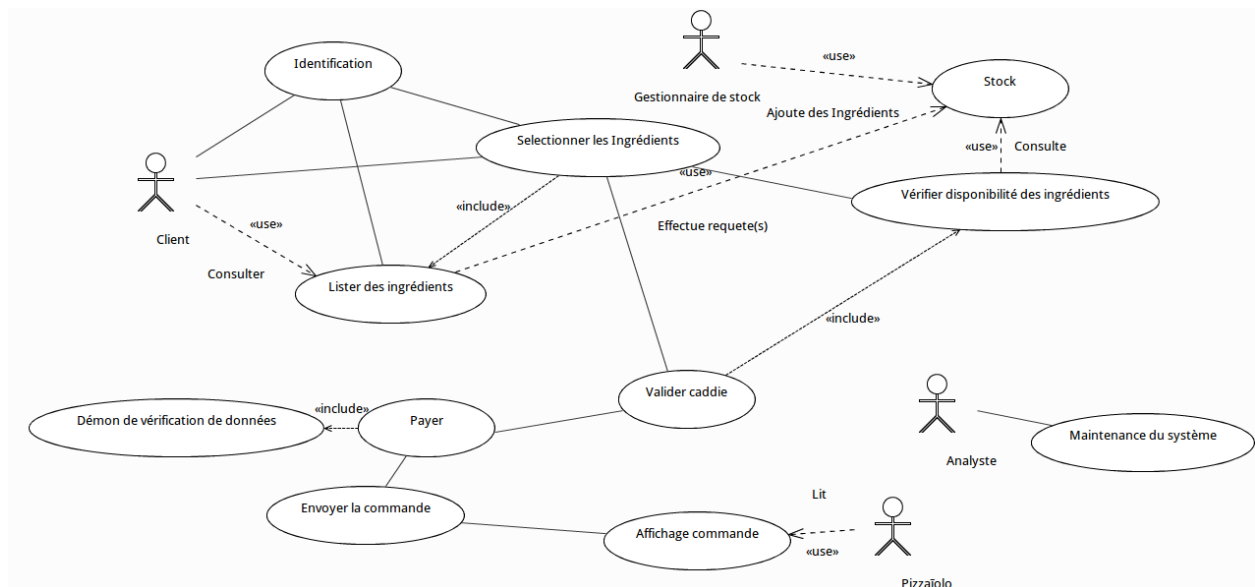 Identification
«use»
Stock
Gestionnaire de stock
Ajoute des Ingrédients
Selectionner les Ingrédients
«use»
Consulte
«use»
Vérifier disponibilité des ingrédients
«include»
Client
«use»
Effectue requete(s)
Consulter
Lister des ingrédients
«include»
Valider caddie
«include»
Démon de vérification de données
Payer
Maintenance du système
Analyste
Lit
Envoyer la commande
Affichage commande
«use»
Pizzaïolo